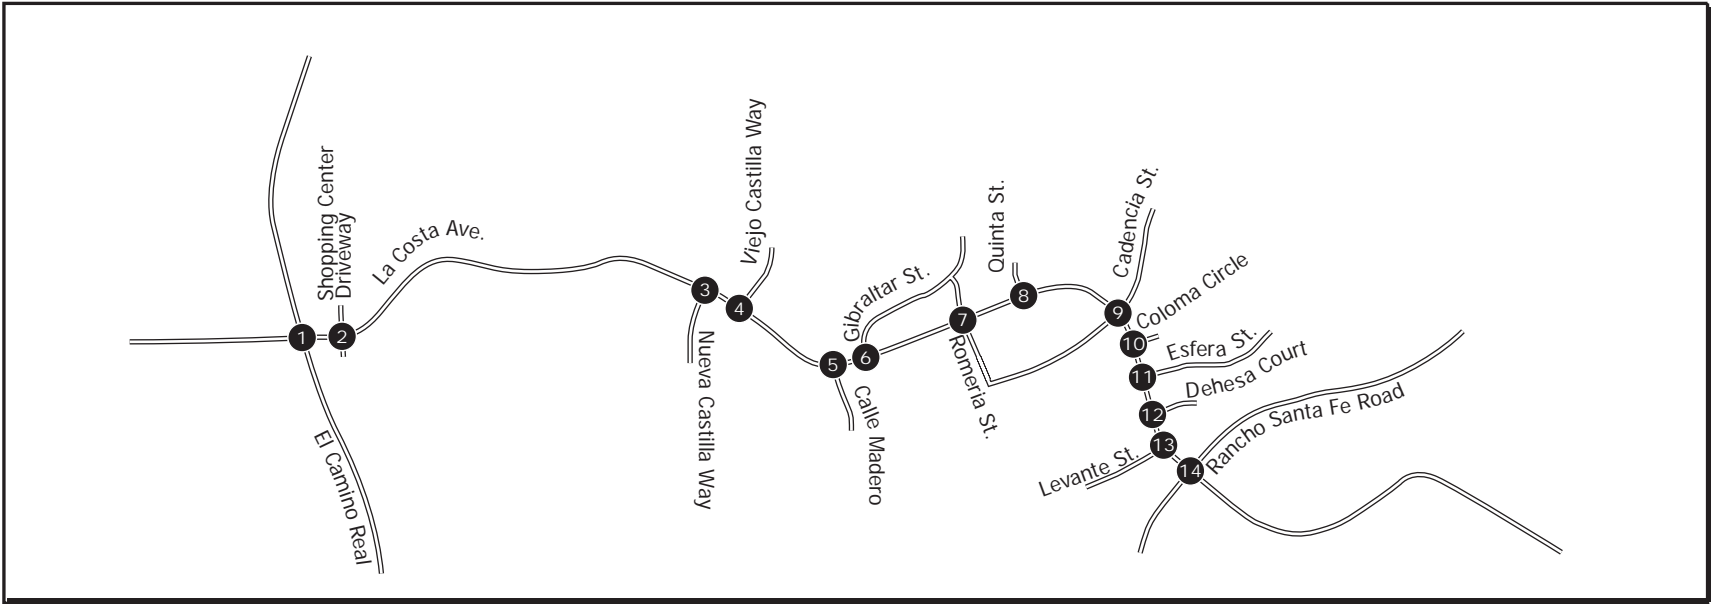 Shopping Center
Driveway
La Costa Ave.
El Camino Real
Viejo Castilla Way
Nueva Castilla Way
Gibraltar St.
Calle Madero
Romeria St.
Quinta St.
Cadencia St.
Coloma Circle
Esfera St.
Dehesa Court
Rancho Santa Fe Road
Levante St.
1
2
3
4
5
6
7
8
9
10
11
12
13
14